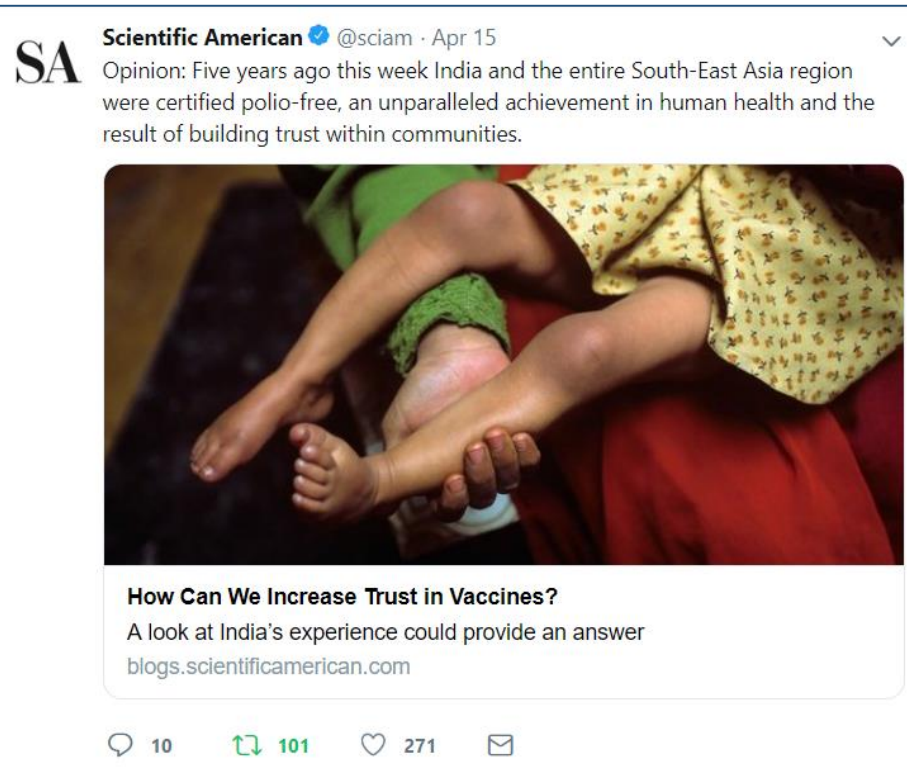 SA
Scientific American @sciam · Apr 15
Opinion: Five years ago this week India and the entire South-East Asia region
were certified polio-free, an unparalleled achievement in human health and the
result of building trust within communities.
How Can We Increase Trust in Vaccines?
A look at India's experience could provide an answer
blogs.scientificamerican.com
10 101 271